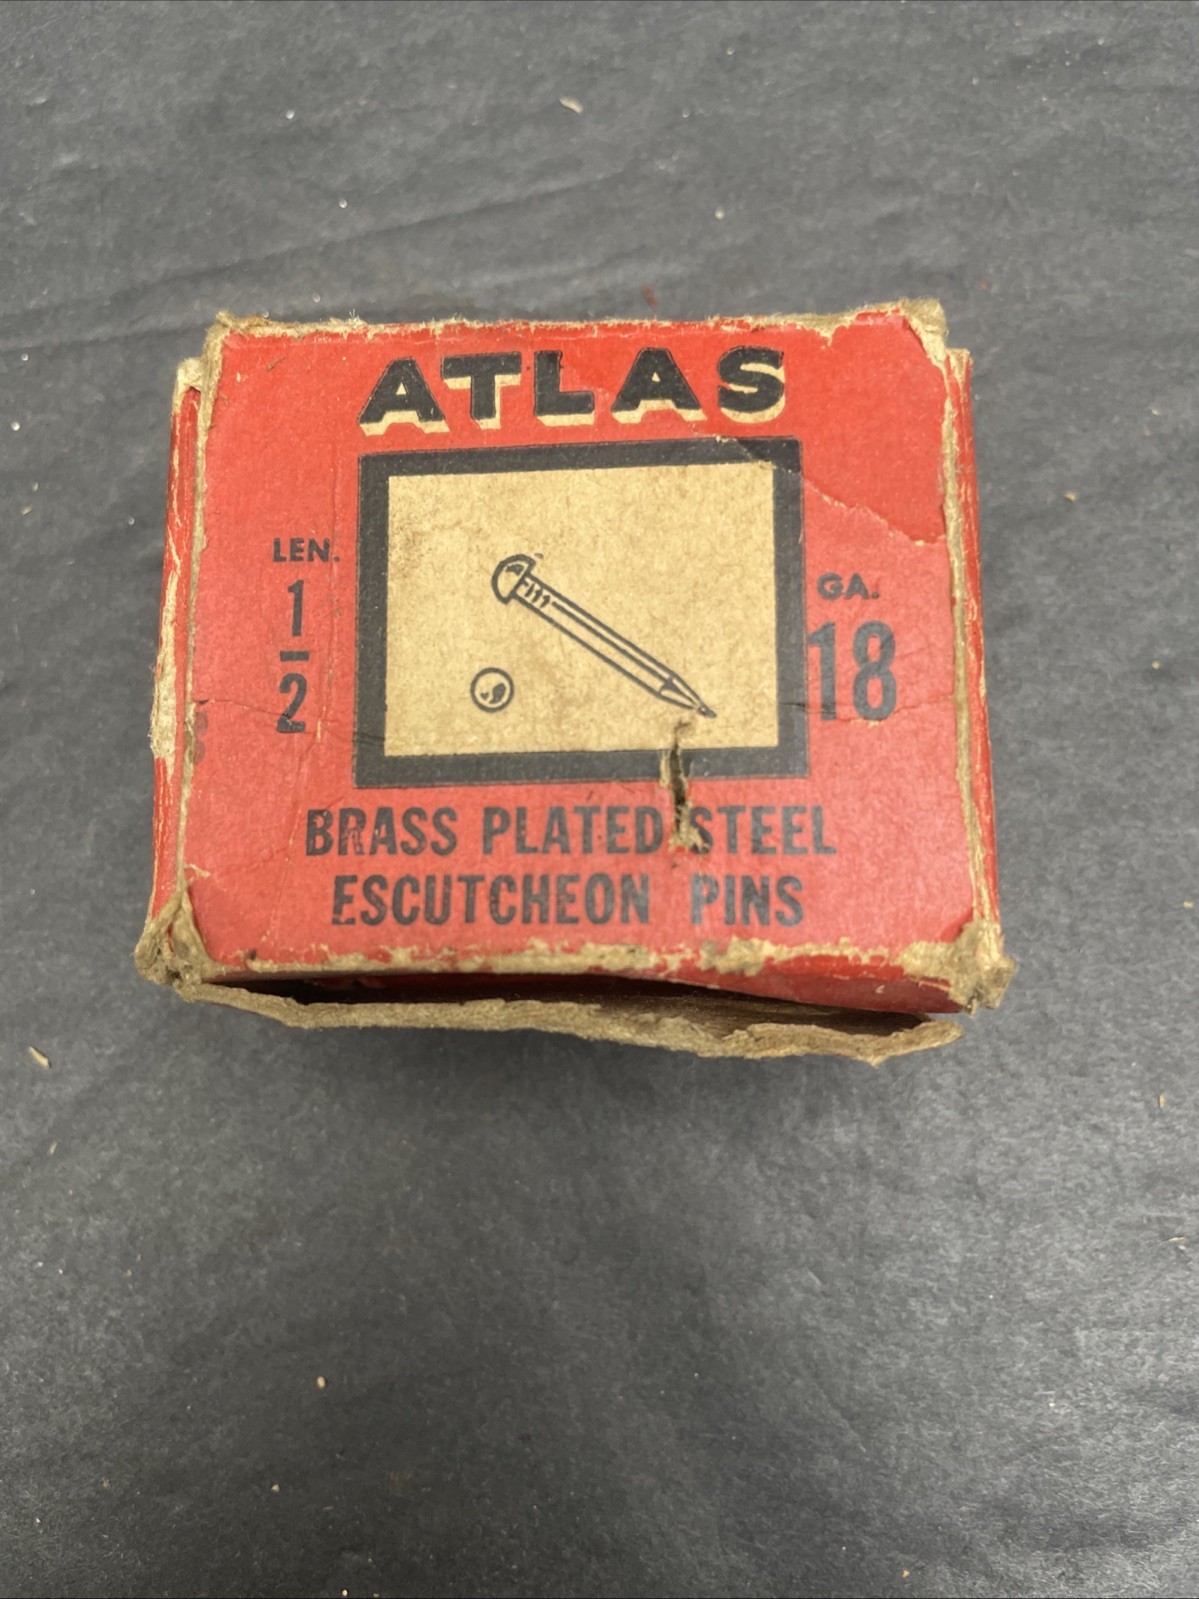 ATLAS
LEN.
1
2
GA.
18
BRASS PLATED STEEL
ESCUTCHEON PINS